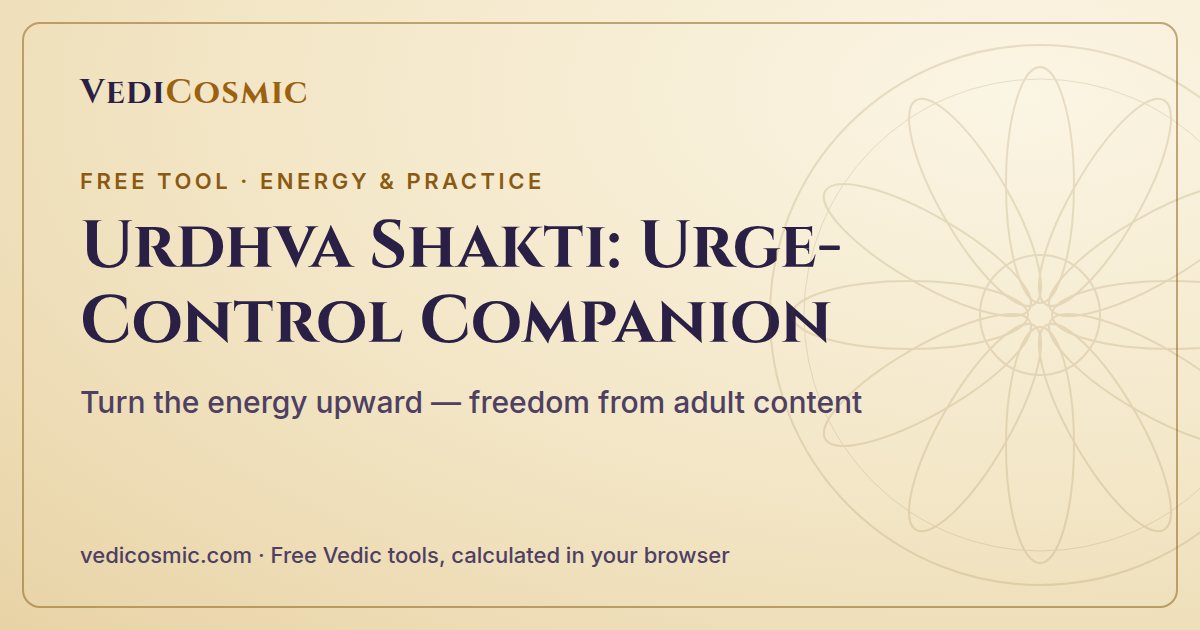 VediCosmic
FREE TOOL · ENERGY & PRACTICE
Urdhva Shakti: Urge-
Control Companion
Turn the energy upward — freedom from adult content
vedicosmic.com · Free Vedic tools, calculated in your browser